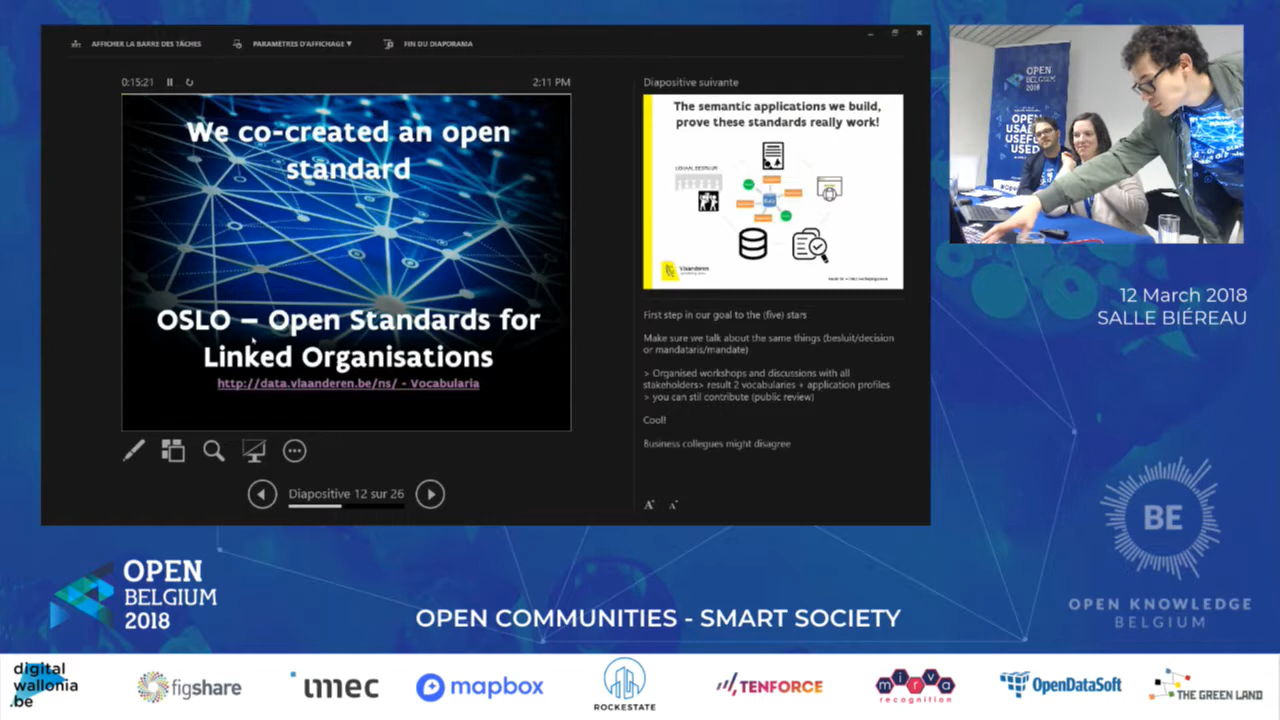 AFFICHER LA BARRE DES TÂCHES
PARAMÈTRES D'AFFICHAGE ▼
FIN DU DIAPORAMA
0:15:21
2:11 PM
We co-created an open
standard
OSLO – Open Standards for
Linked Organisations
http://data.vlaanderen.be/ns/ - Vocabularia
Diapositive 12 sur 26
Diapositive suivante
The semantic applications we build,
prove these standards really work!
Vlaanderen
First step in our goal to the (five) stars
Make sure we talk about the same things (besluit/decision
or mandataris/mandate)
> Organised workshops and discussions with all
stakeholders> result 2 vocabularies + application profiles
> you can stil contribute (public review)
Cool!
Business collegues might disagree
A
A
OPEN
BELGIUM
2018
OPEN
12 March 2018
SALLE BIÉREAU
BE
OPEN KNOWLEDGE
BELGIUM
OPEN
BELGIUM
2018
OPEN COMMUNITIES - SMART SOCIETY
digital
wallonia
.be
figshare
imec
mapbox
ROCKESTATE
TENFORCE
mirva
recognition
OpenDataSoft
THE GREEN LAND